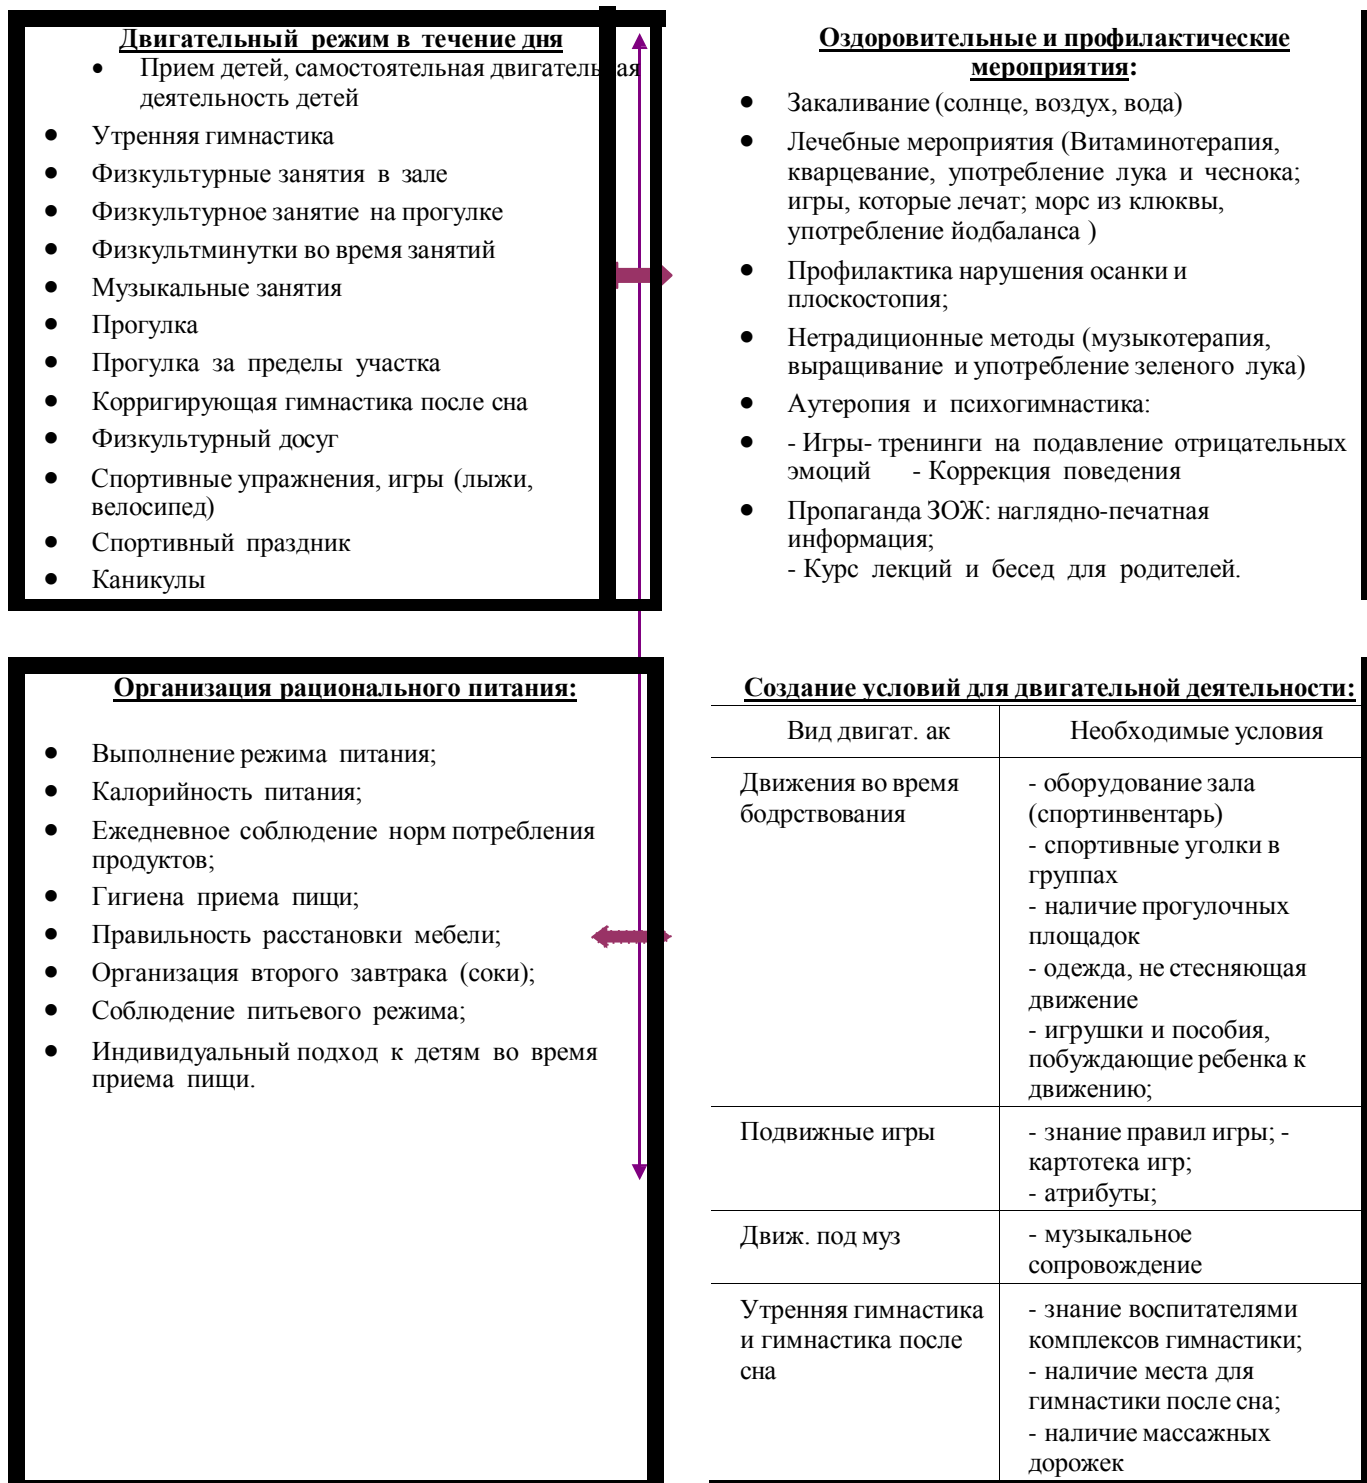 Двигательный режим в течение дня
• Прием детей, самостоятельная двигательная
деятельность детей
• Утренняя гимнастика
• Физкультурные занятия в зале
• Физкультурное занятие на прогулке
• Физкультминутки во время занятий
• Музыкальные занятия
• Прогулка
• Прогулка за пределы участка
• Корригирующая гимнастика после сна
• Физкультурный досуг
• Спортивные упражнения, игры (лыжи,
велосипед)
• Спортивный праздник
• Каникулы
Оздоровительные и профилактические
мероприятия:
• Закаливание (солнце, воздух, вода)
• Лечебные мероприятия (Витаминотерапия,
кварцевание, употребление лука и чеснока;
игры, которые лечат; морс из клюквы,
употребление йодбаланса )
• Профилактика нарушения осанки и
плоскостопия;
• Нетрадиционные методы (музыкотерапия,
выращивание и употребление зеленого лука)
• Аутеропия и психогимнастика:
• - Игры- тренинги на подавление отрицательных
эмоций - Коррекция поведения
• Пропаганда ЗОЖ: наглядно-печатная
информация;
- Курс лекций и бесед для родителей.
Организация рационального питания:
• Выполнение режима питания;
• Калорийность питания;
• Ежедневное соблюдение норм потребления
продуктов;
• Гигиена приема пищи;
• Правильность расстановки мебели;
• Организация второго завтрака (соки);
• Соблюдение питьевого режима;
• Индивидуальный подход к детям во время
приема пищи.
Создание условий для двигательной деятельности:
Вид двигат. ак
Необходимые условия
Движения во время
бодрствования
- оборудование зала
(спортинвентарь)
- спортивные уголки в
группах
- наличие прогулочных
площадок
- одежда, не стесняющая
движение
- игрушки и пособия,
побуждающие ребенка к
движению;
Подвижные игры
- знание правил игры; -
картотека игр;
- атрибуты;
Движ. под муз
- музыкальное
сопровождение
Утренняя гимнастика
и гимнастика после
сна
- знание воспитателями
комплексов гимнастики;
- наличие места для
гимнастики после сна;
- наличие массажных
дорожек